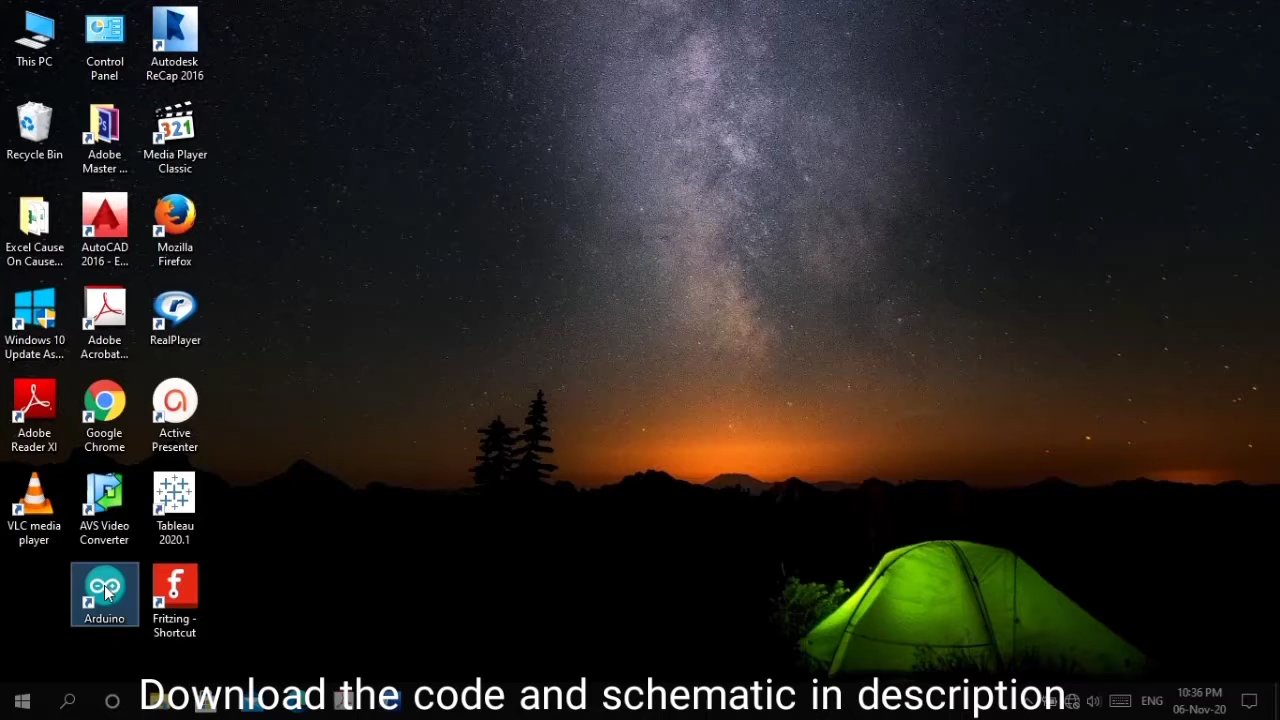 This PC
Control
Panel
Autodesk
ReCap 2016
Recycle Bin
Adobe
Master ...
321
Media Player
Classic
Excel Cause
On Cause...
AutoCAD
2016 - E...
Mozilla
Firefox
Windows 10
Update As...
Adobe
Acrobat...
RealPlayer
Adobe
Reader XI
Google
Chrome
Active
Presenter
VLC media
player
AVS Video
Converter
Tableau
2020.1
Arduino
Fritzing -
Shortcut
Download the code and schematic in description
ENG
10:36 PM
06-Nov-20